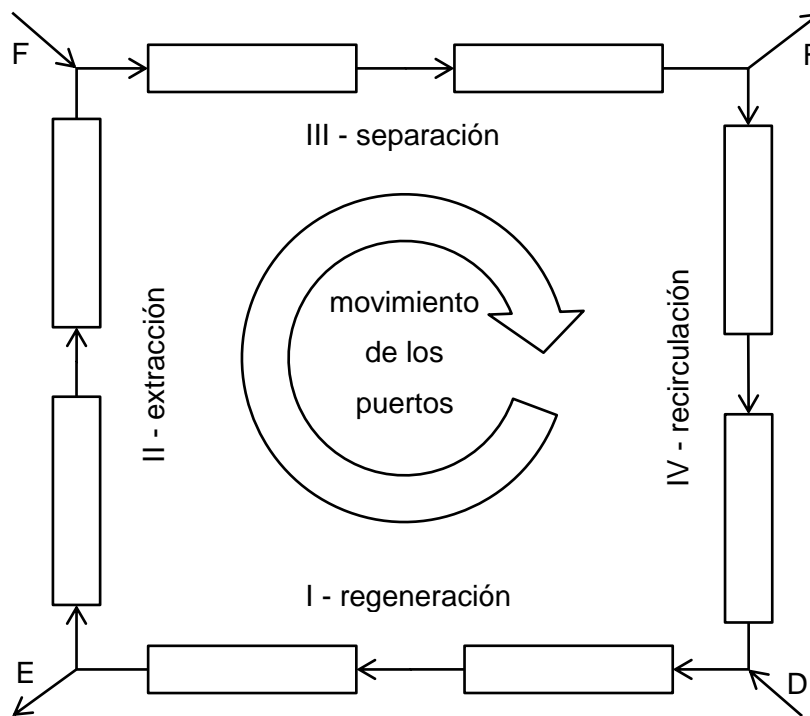 F
III - separación
II - extracción
movimiento
de los
puertos
IV - recirculación
I - regeneración
E
D